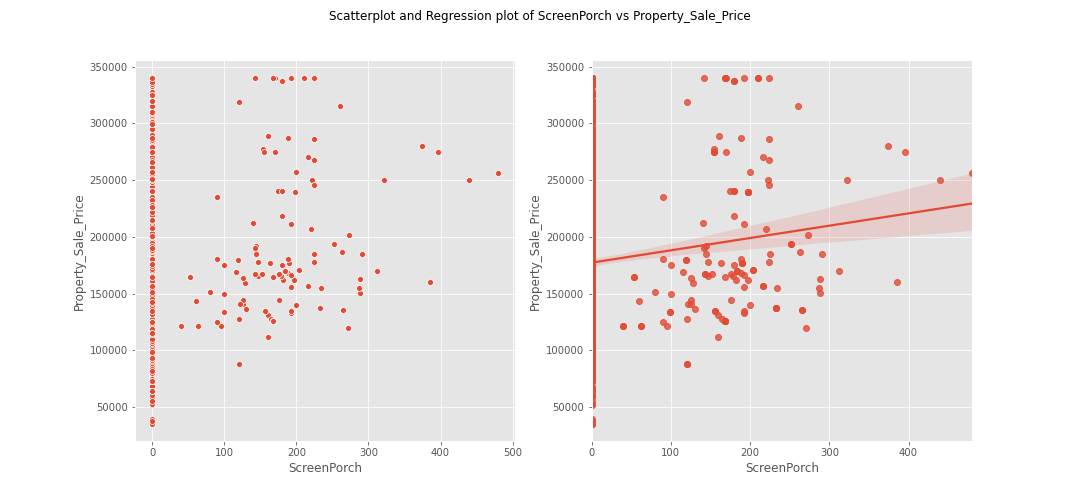 Scatterplot and Regression plot of ScreenPorch vs Property_Sale_Price
350000
300000
250000
200000
150000
100000
50000
Property_Sale_Price
0 100 200 300 400 500
ScreenPorch
350000
300000
250000
200000
150000
100000
50000
Property_Sale_Price
0 100 200 300 400
ScreenPorch